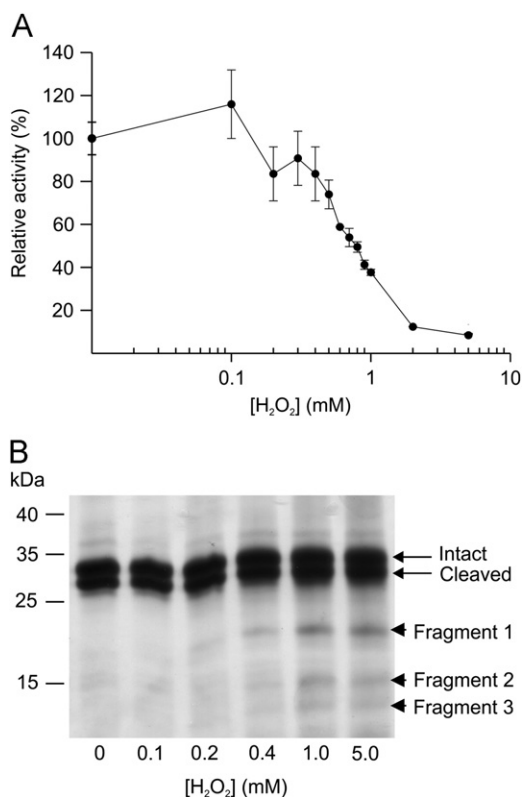 A
140
120
100
80
60
40
20
Relative activity (%)
0.1 1 10
[H₂O₂] (mM)
B
kDa
40
35
25
15
Intact
Cleaved
Fragment 1
Fragment 2
Fragment 3
0 0.1 0.2 0.4 1.0 5.0
[H₂O₂] (mM)